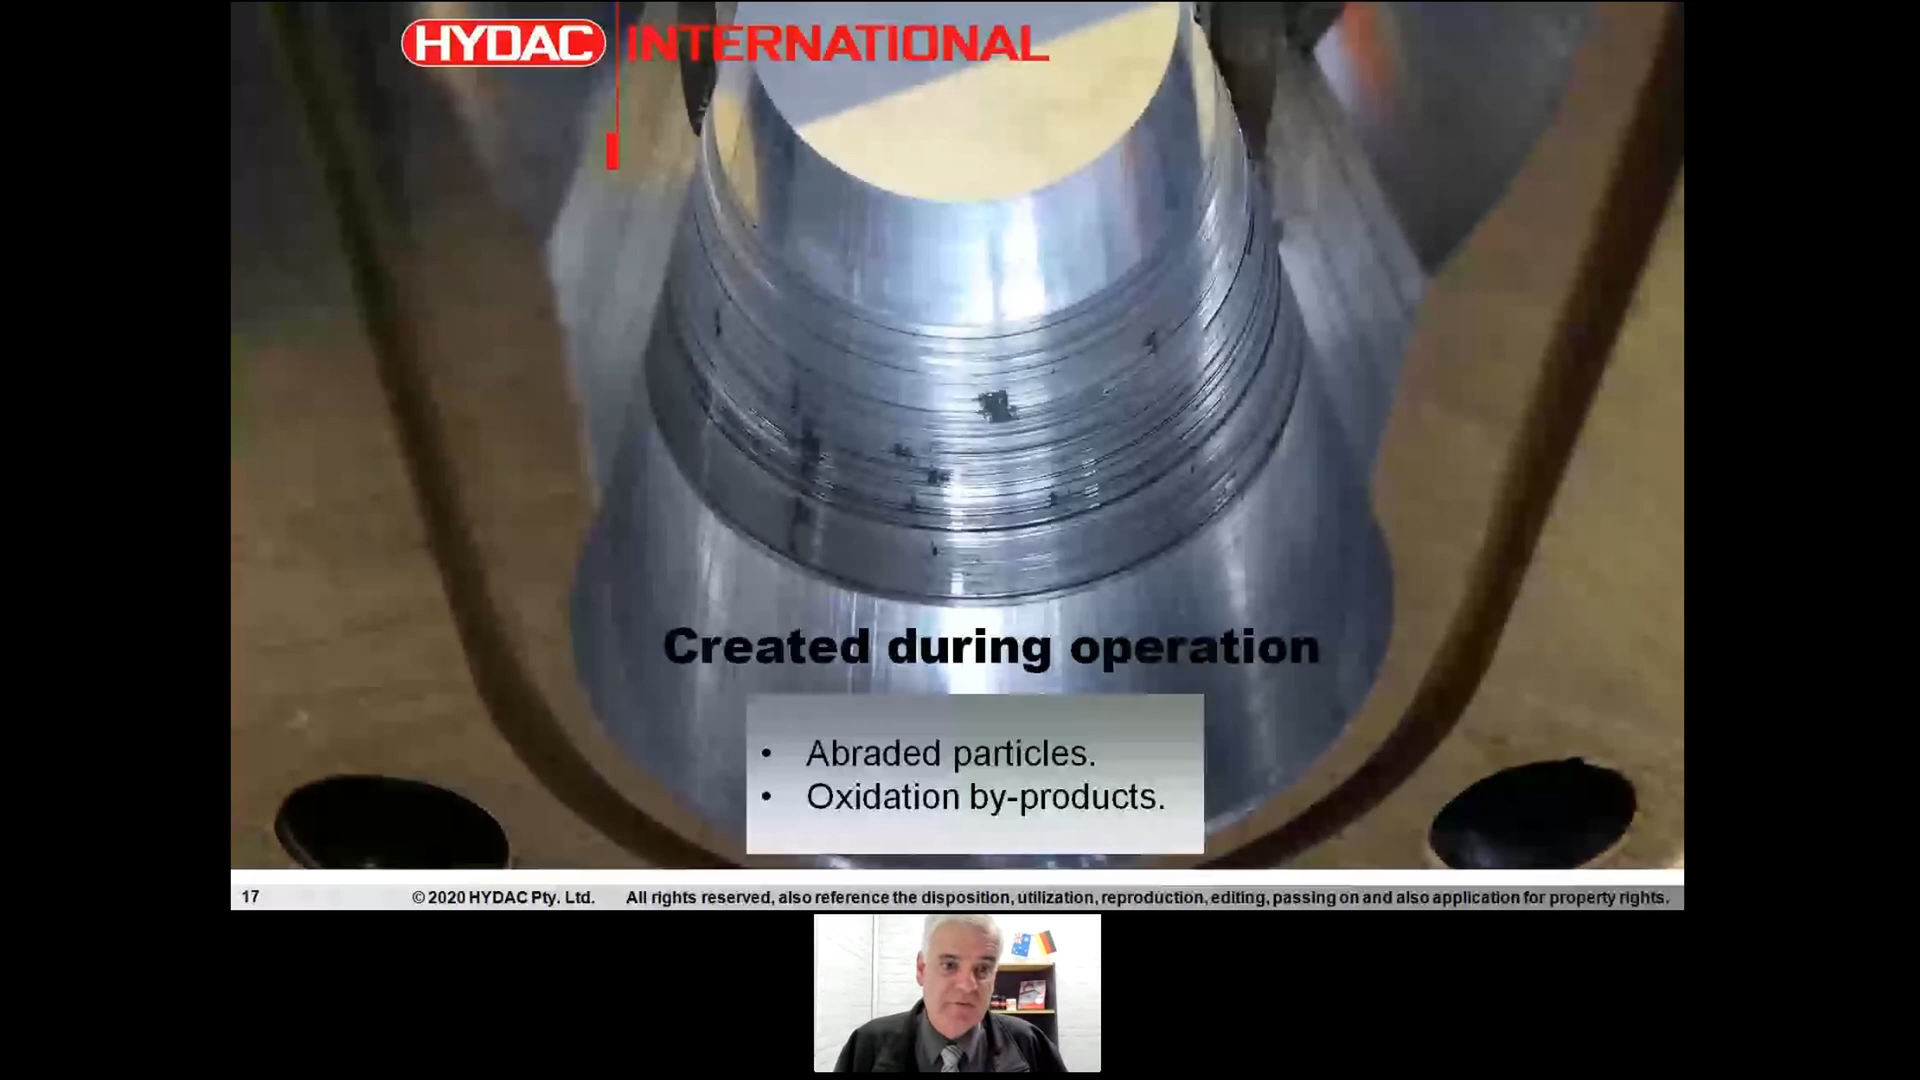 HYDAC INTERNATIONAL
Created during operation
• Abraded particles.
• Oxidation by-products.
17 © 2020 HYDAC Pty. Ltd. All rights reserved, also reference the disposition, utilization, reproduction, editing, passing on and also application for property rights.